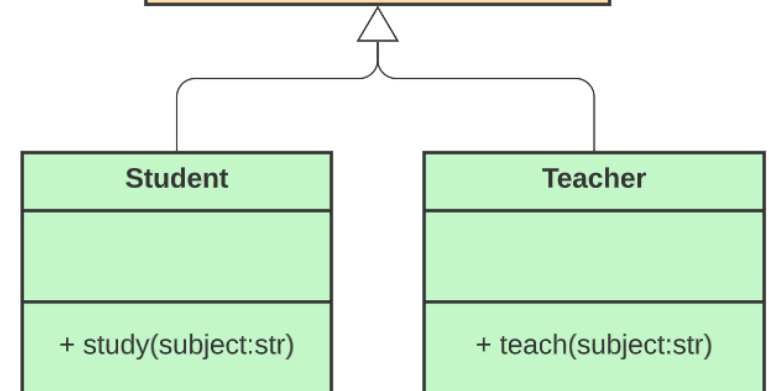 Student
Teacher
+ study(subject:str)
+ teach(subject:str)